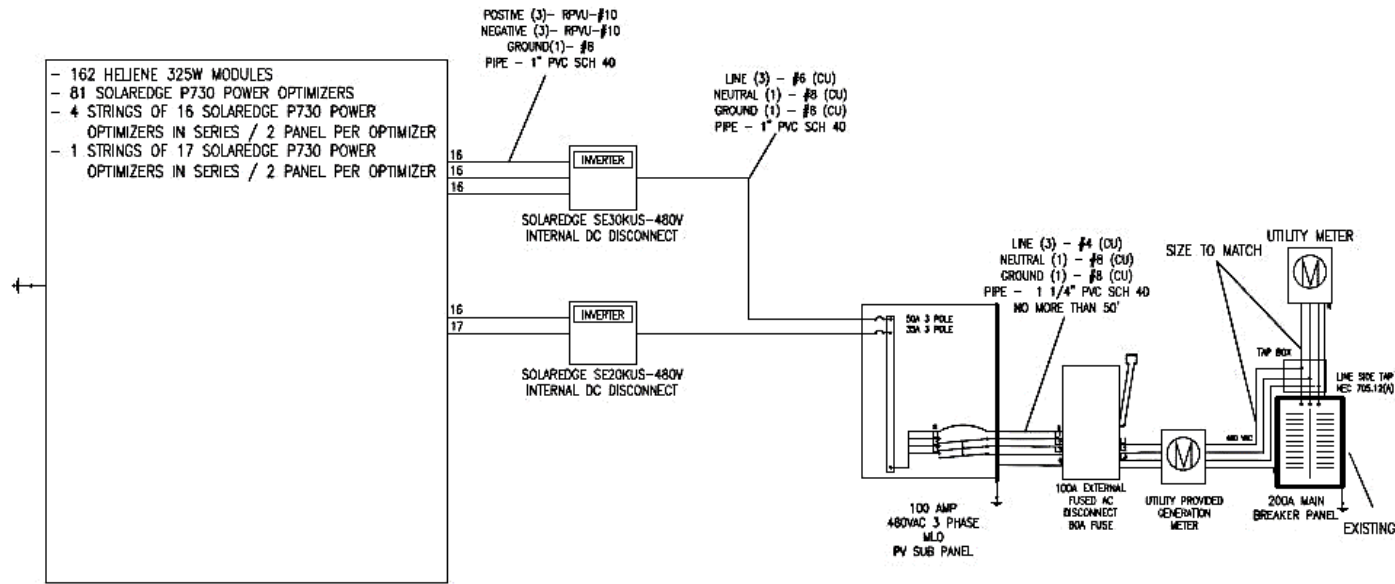 POSTIVE (3)- RPVU-#10
NEGATIVE (3)- RPVU-#10
GROUND(1)- #8
PIPE - 1" PVC SCH 40
- 162 HELIENE 325W MODULES
- 81 SOLAREDGE P730 POWER OPTIMIZERS
- 4 STRINGS OF 16 SOLAREDGE P730 POWER
OPTIMIZERS IN SERIES / 2 PANEL PER OPTIMIZER
- 1 STRINGS OF 17 SOLAREDGE P730 POWER
OPTIMIZERS IN SERIES / 2 PANEL PER OPTIMIZER
LINE (3) - #6 (CU)
NEUTRAL (1) - #8 (CU)
GROUND (1) - #8 (CU)
PIPE - 1" PVC SCH 40
16
16
16
INVERTER
SOLAREDGE SE30KUS-480V
INTERNAL DC DISCONNECT
16
17
INVERTER
SOLAREDGE SE20KUS-480V
INTERNAL DC DISCONNECT
LINE (3) - #4 (CU)
NEUTRAL (1) - #8 (CU)
GROUND (1) - #8 (CU)
PIPE - 1 1/4" PVC SCH 40
NO MORE THAN 50'
SIZE TO MATCH
UTILITY METER
M
50A 3 POLE
35A 3 POLE
TAP BOX
LINE SIDE TAP
NEC 705.12(A)
480 VAC
M
100 AMP
480VAC 3 PHASE
MLO
PV SUB PANEL
100A EXTERNAL
FUSED AC
DISCONNECT
80A FUSE
UTILITY PROVIDED
GENERATION
METER
200A MAIN
BREAKER PANEL
EXISTING